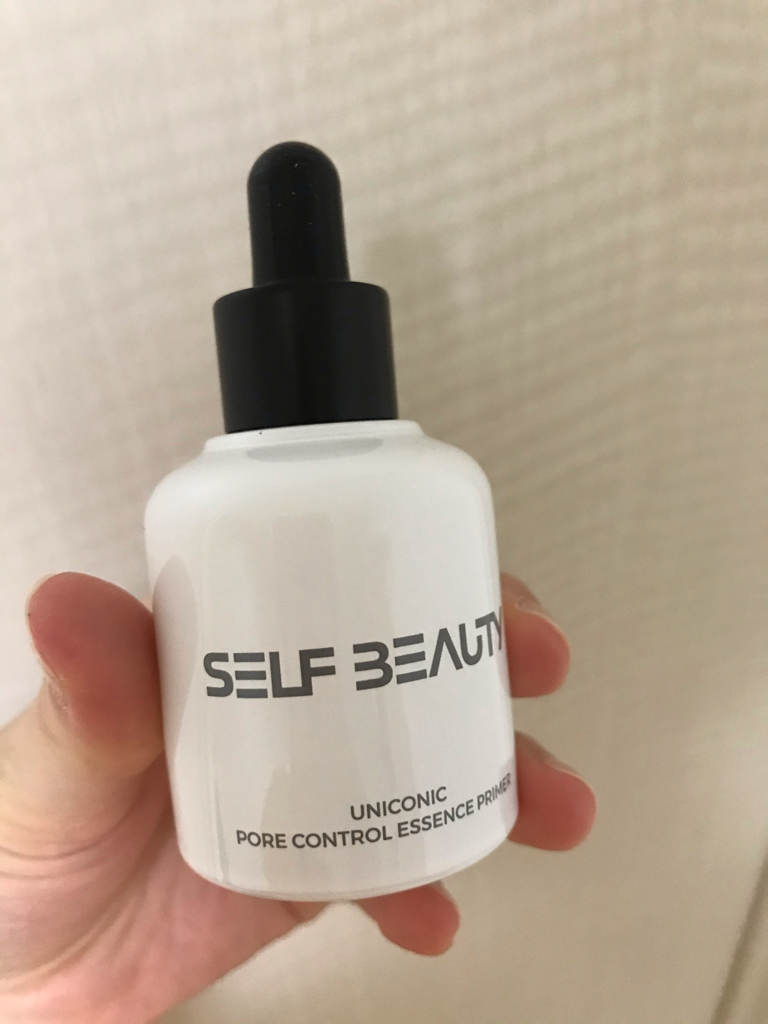 SELF BEAUTY
UNICONIC
PORE CONTROL ESSENCE PRIMER